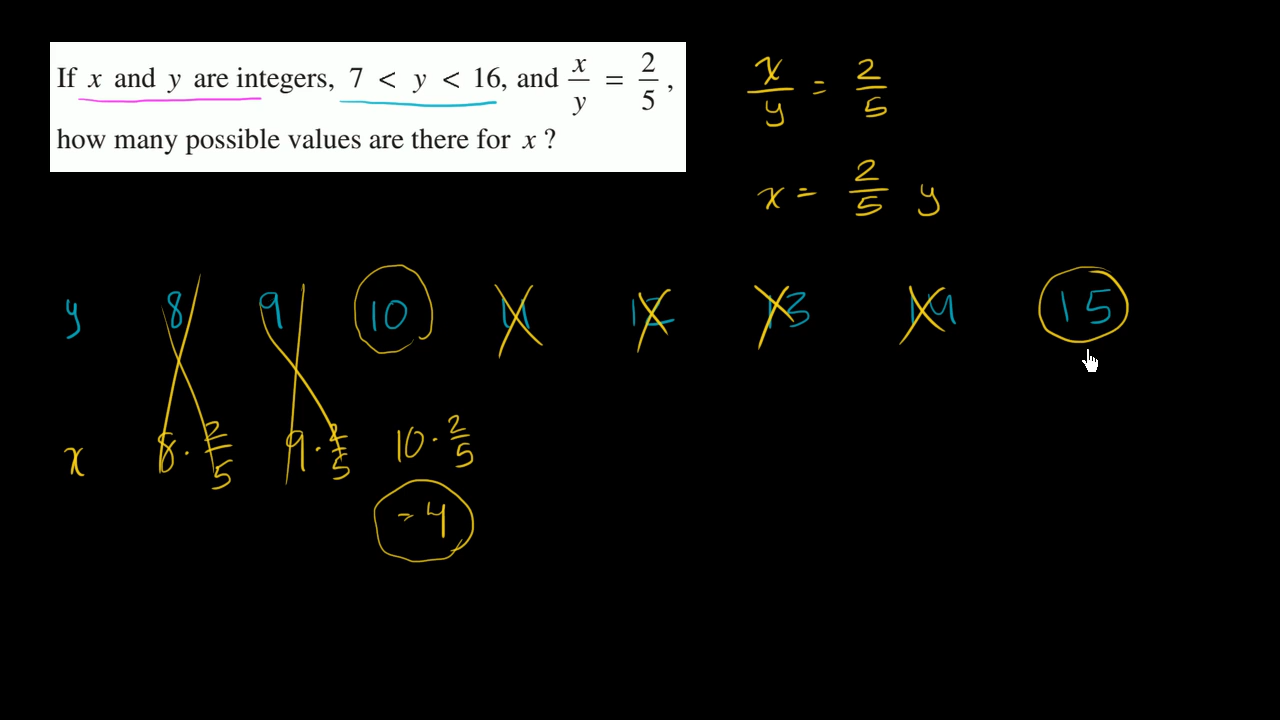 If x and y are integers, 7 < y < 16, and x/y = 2/5,
how many possible values are there for x ?
x/y = 2/5
x = 2/5 y
y 8 9 10 11 12 13 14 15
x 8 · 2/5 9 · 2/5 10 · 2/5
= 4